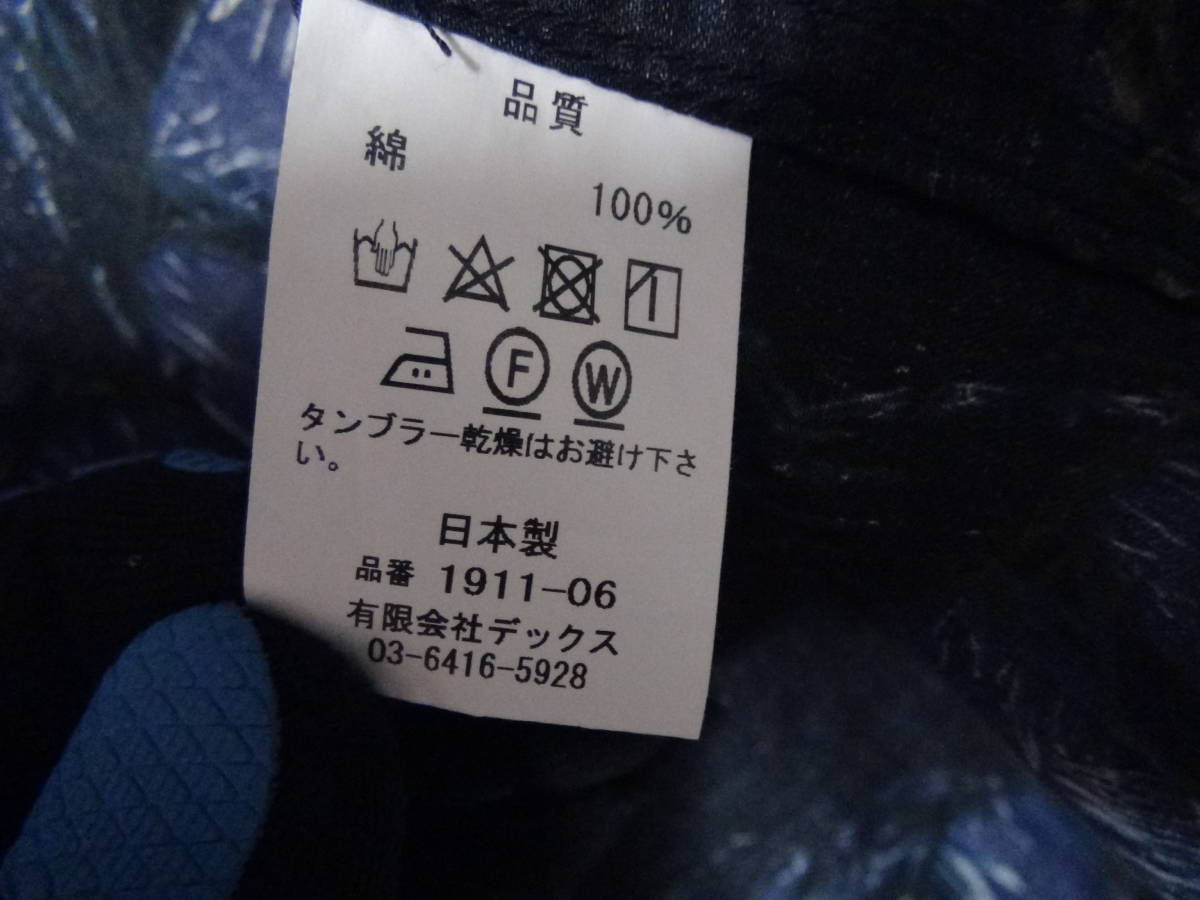 品質
綿
100%
F W
タンブラー乾燥はお避け下さ
い。
日本製
品番 1911-06
有限会社デックス
03-6416-5928